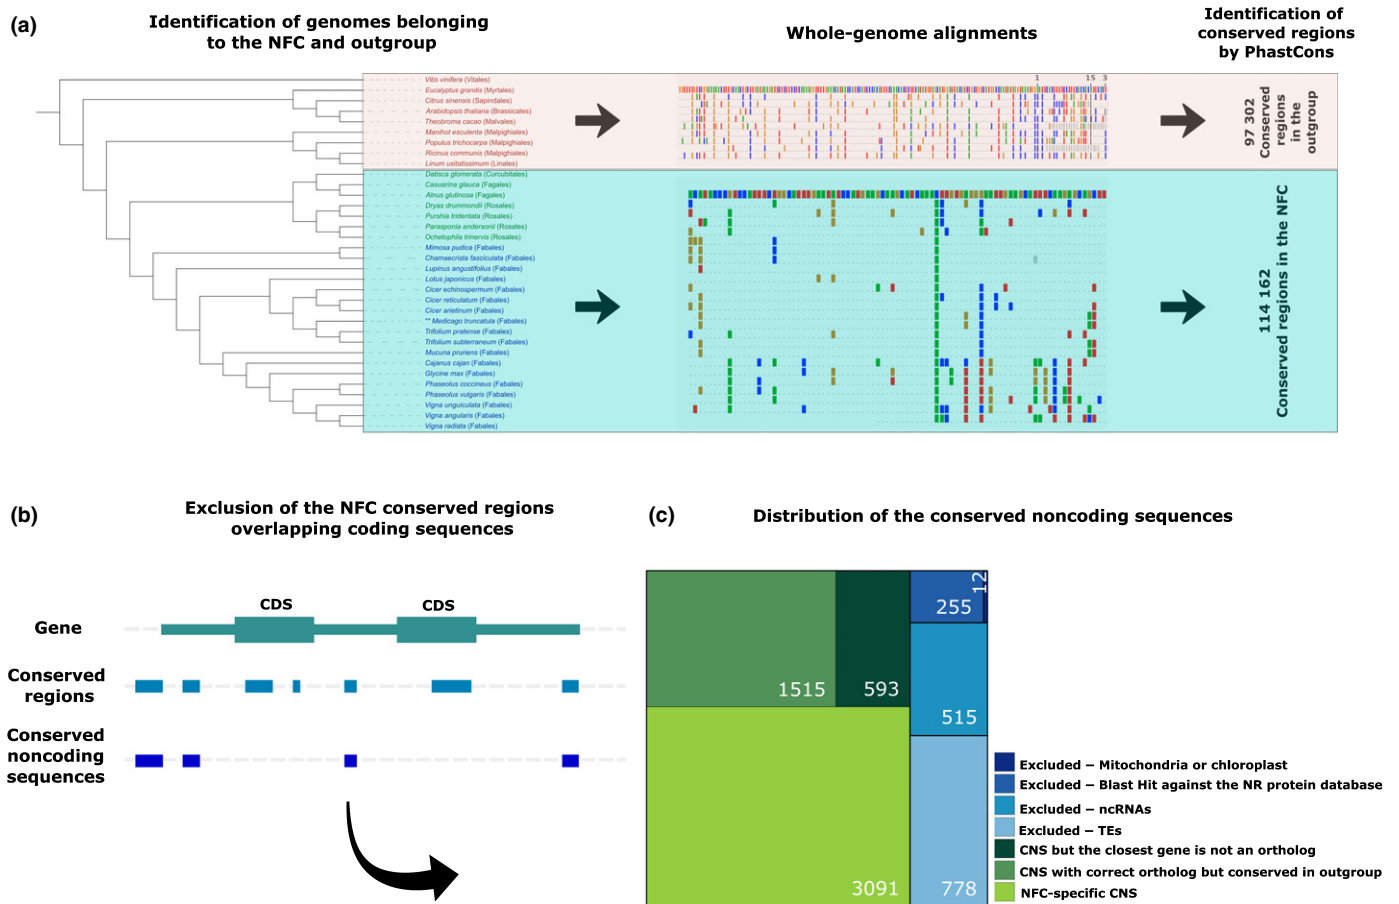 (a)
Identification of genomes belonging
to the NFC and outgroup
Whole-genome alignments
Identification of
conserved regions
by PhastCons
Vitis vinifera (Vitales)
Eucalyptus grandis (Myrtales)
Citrus sinensis (Sapindales)
Arabidopsis thaliana (Brassicales)
Theobroma cacao (Malvales)
Manihot esculenta (Malpighiales)
Populus trichocarpa (Malpighiales)
Ricinus communis (Malpighiales)
Linum usitatissimum (Linales)
Datisca glomerata (Curcubitales)
Casuarina glauca (Fagales)
Alnus glutinosa (Fagales)
Dryas drummondii (Rosales)
Purshia tridentata (Rosales)
Parasponia andersonii (Rosales)
Ochetophila trinervis (Rosales)
Mimosa pudica (Fabales)
Chamaecrista fasciculata (Fabales)
Lupinus angustifolius (Fabales)
Lotus japonicus (Fabales)
Cicer echinospermum (Fabales)
Cicer reticulatum (Fabales)
Cicer arietinum (Fabales)
** Medicago truncatula (Fabales)
Trifolium pratense (Fabales)
Trifolium subterraneum (Fabales)
Mucuna pruriens (Fabales)
Cajanus cajan (Fabales)
Glycine max (Fabales)
Phaseolus coccineus (Fabales)
Phaseolus vulgaris (Fabales)
Vigna unguiculata (Fabales)
Vigna angularis (Fabales)
Vigna radiata (Fabales)
1 15 3
97 302
Conserved
regions
in the
outgroup
114 162
Conserved regions in the NFC
(b)
Exclusion of the NFC conserved regions
overlapping coding sequences
CDS CDS
Gene
Conserved
regions
Conserved
noncoding
sequences
(c)
Distribution of the conserved noncoding sequences
12
255
1515
593
515
3091
778
Excluded – Mitochondria or chloroplast
Excluded – Blast Hit against the NR protein database
Excluded – ncRNAs
Excluded – TEs
CNS but the closest gene is not an ortholog
CNS with correct ortholog but conserved in outgroup
NFC-specific CNS